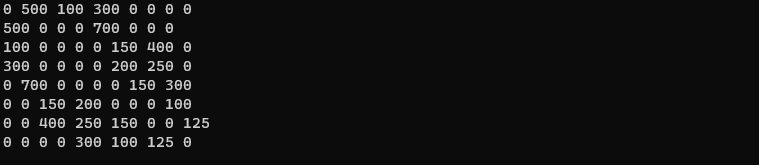 0 500 100 300 0 0 0 0
500 0 0 0 700 0 0 0
100 0 0 0 0 150 400 0
300 0 0 0 0 200 250 0
0 700 0 0 0 0 150 300
0 0 150 200 0 0 0 100
0 0 400 250 150 0 0 125
0 0 0 0 300 100 125 0